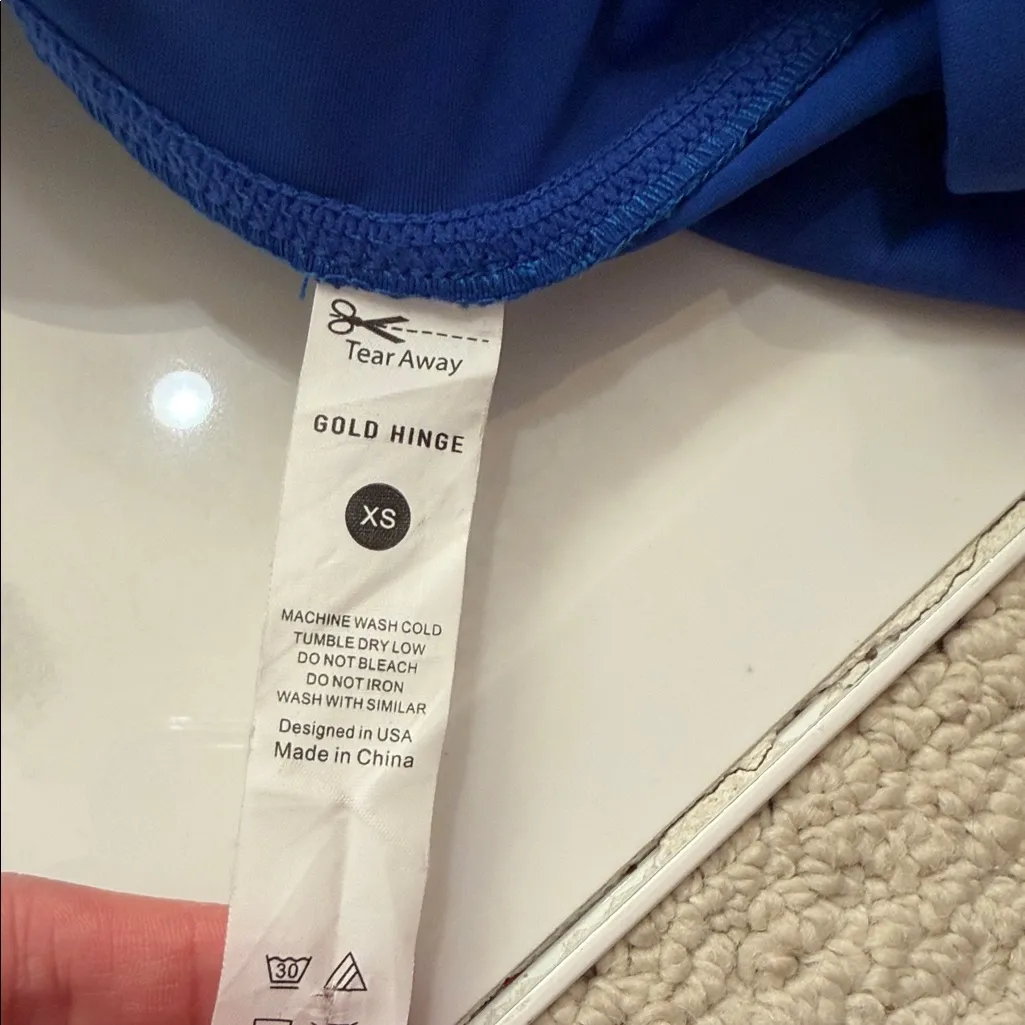 Tear Away
GOLD HINGE
XS
MACHINE WASH COLD
TUMBLE DRY LOW
DO NOT BLEACH
DO NOT IRON
WASH WITH SIMILAR
Designed in USA
Made in China
30